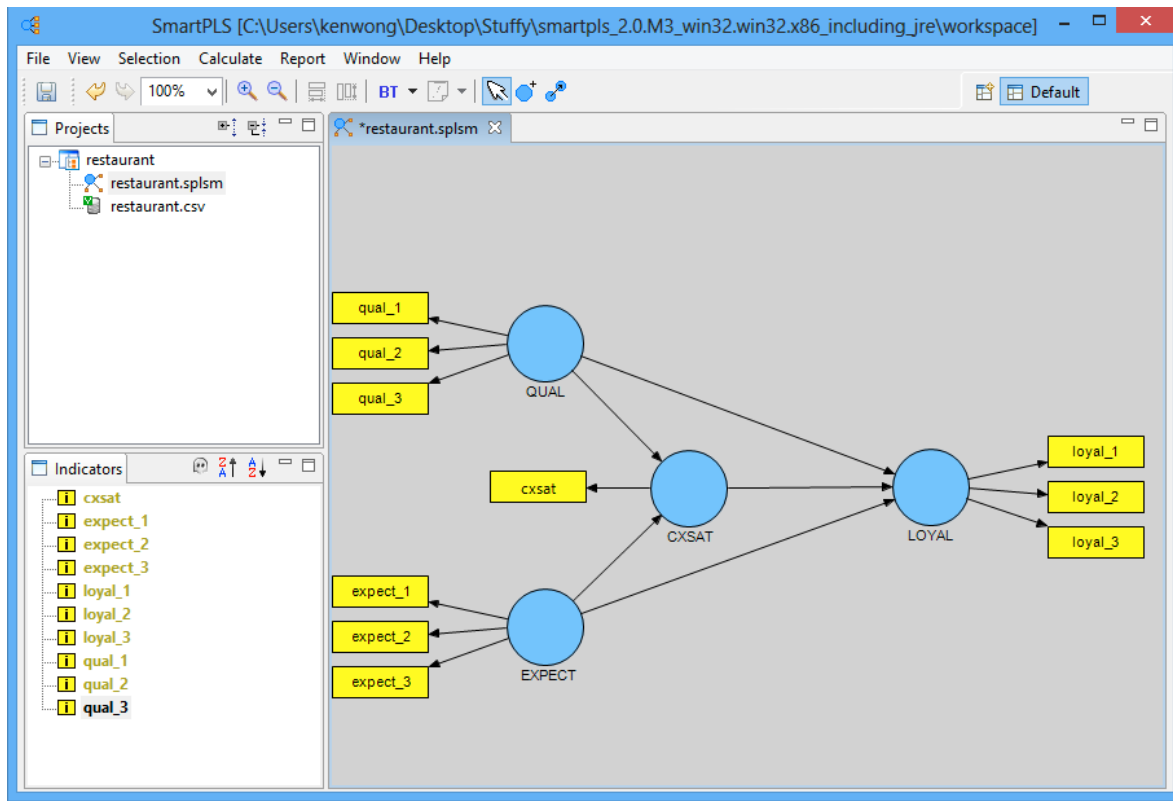 SmartPLS [C:\Users\kenwong\Desktop\Stuffy\smartpls_2.0.M3_win32.win32.x86_including_jre\workspace]
File View Selection Calculate Report Window Help
100% BT Default
Projects
restaurant
restaurant.splsm
restaurant.csv
Indicators
cxsat
expect_1
expect_2
expect_3
loyal_1
loyal_2
loyal_3
qual_1
qual_2
qual_3
*restaurant.splsm
qual_1
qual_2
qual_3
QUAL
cxsat
CXSAT
expect_1
expect_2
expect_3
EXPECT
LOYAL
loyal_1
loyal_2
loyal_3